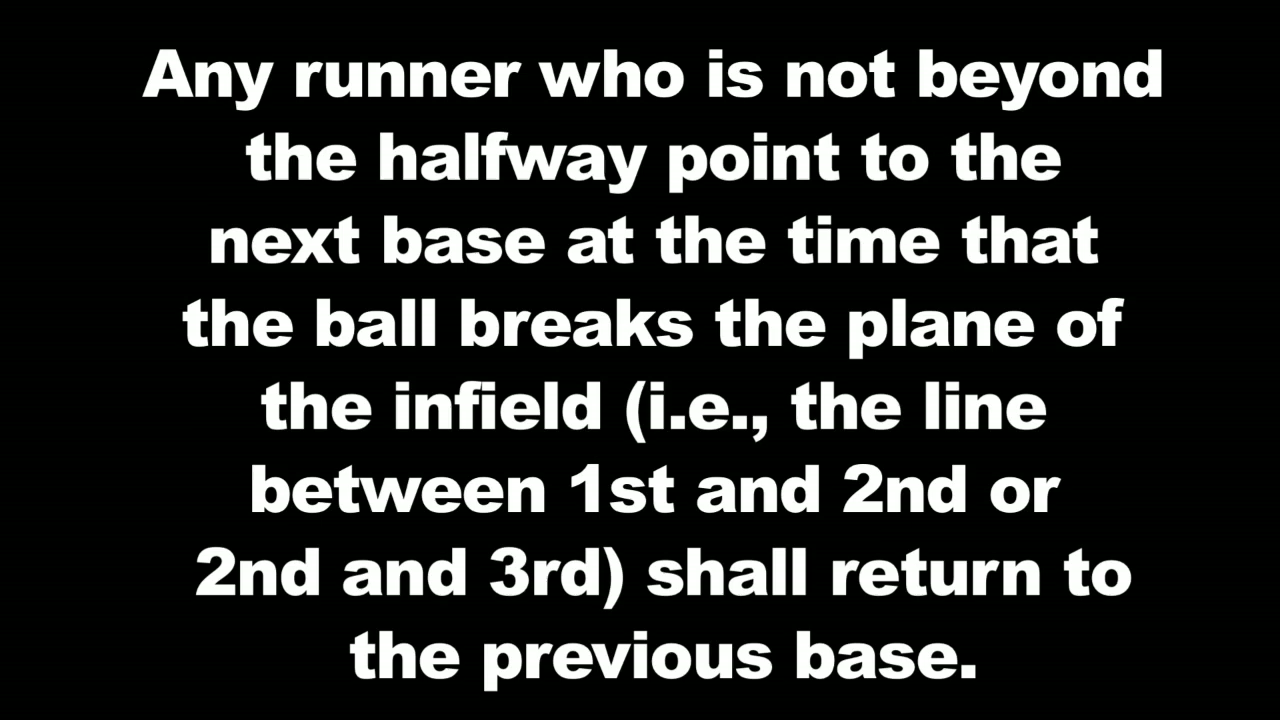 Any runner who is not beyond
the halfway point to the
next base at the time that
the ball breaks the plane of
the infield (i.e., the line
between 1st and 2nd or
2nd and 3rd) shall return to
the previous base.